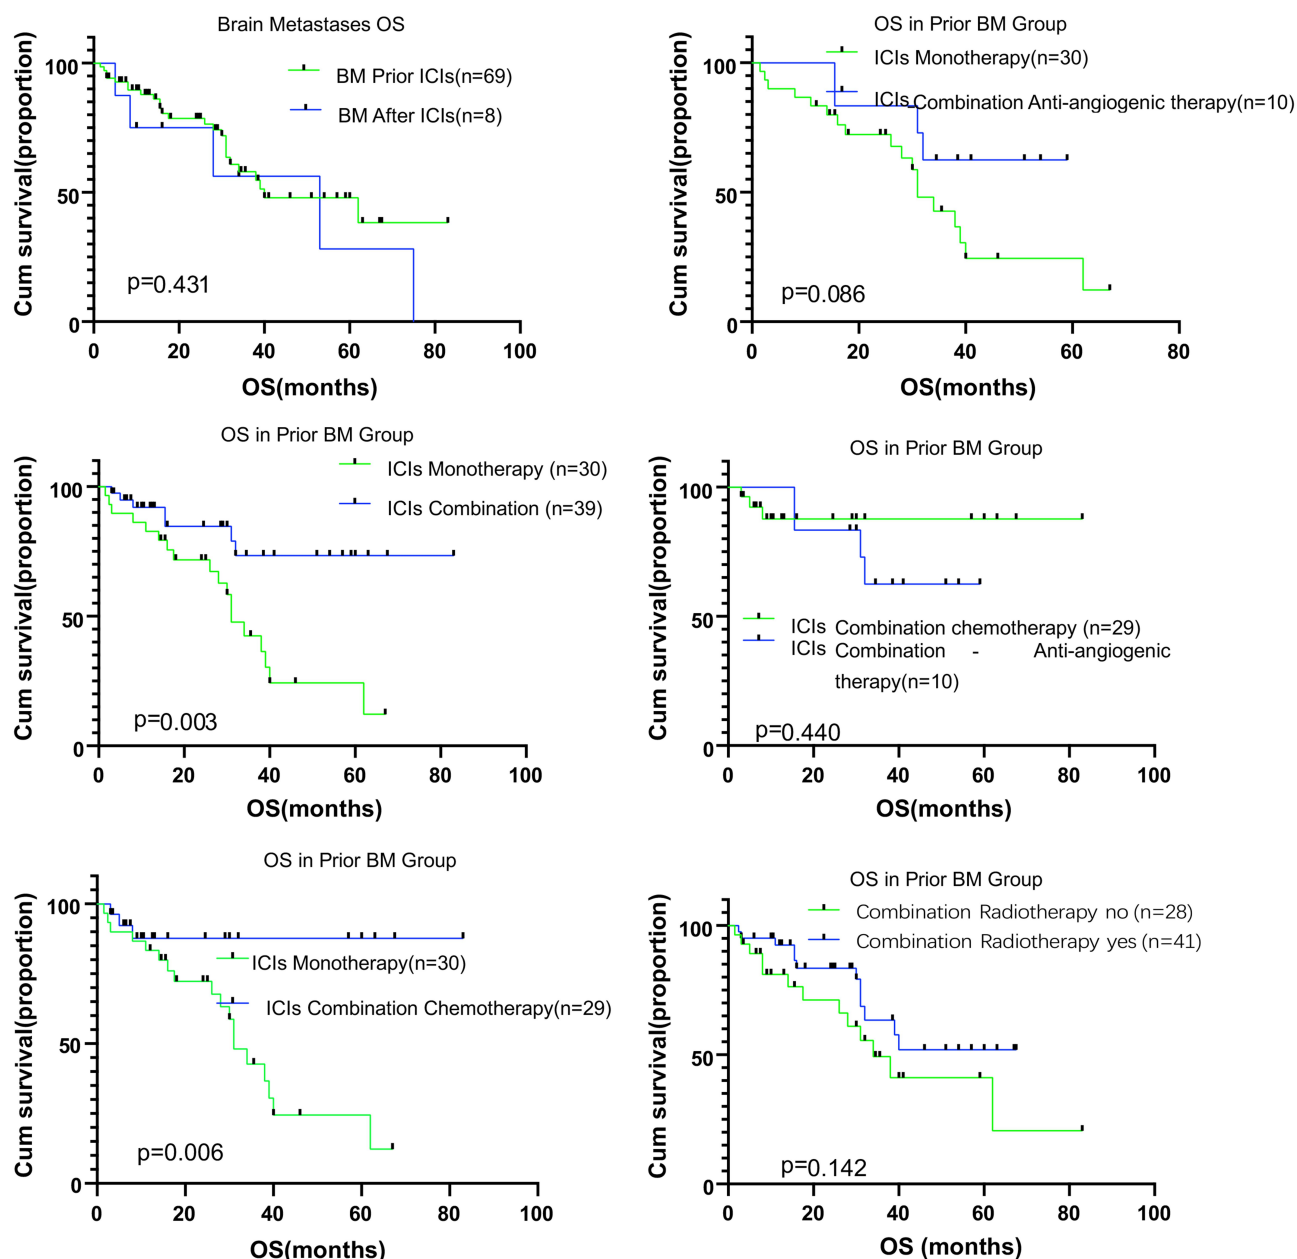 Brain Metastases OS
BM Prior ICIs(n=69)
BM After ICIs(n=8)
Cum survival(proportion)
100
50
0
p=0.431
0 20 40 60 80 100
OS(months)
OS in Prior BM Group
ICIs Monotherapy(n=30)
ICIs Combination Anti-angiogenic therapy(n=10)
Cum survival(proportion)
100
50
0
p=0.086
0 20 40 60 80
OS(months)
OS in Prior BM Group
ICIs Monotherapy (n=30)
ICIs Combination (n=39)
Cum survival(proportion)
100
50
0
p=0.003
0 20 40 60 80 100
OS(months)
OS in Prior BM Group
Cum survival(proportion)
100
50
0
ICIs Combination chemotherapy (n=29)
ICIs Combination - Anti-angiogenic
therapy(n=10)
p=0.440
0 20 40 60 80 100
OS(months)
OS in Prior BM Group
Cum survival(proportion)
100
50
0
ICIs Monotherapy(n=30)
ICIs Combination Chemotherapy(n=29)
p=0.006
0 20 40 60 80 100
OS(months)
OS in Prior BM Group
Combination Radiotherapy no (n=28)
Combination Radiotherapy yes (n=41)
Cum survival(proportion)
100
50
0
p=0.142
0 20 40 60 80 100
OS (months)